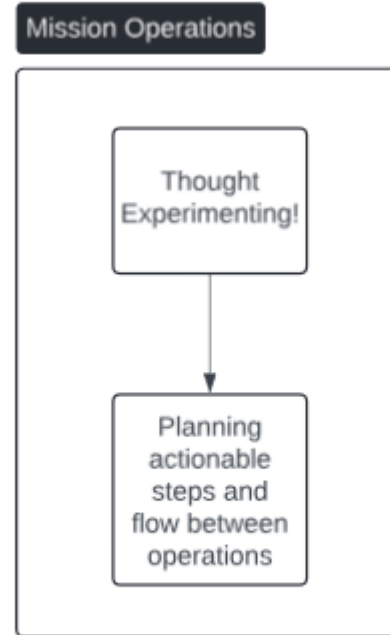 Mission Operations
Thought
Experimenting!
Planning
actionable
steps and
flow between
operations